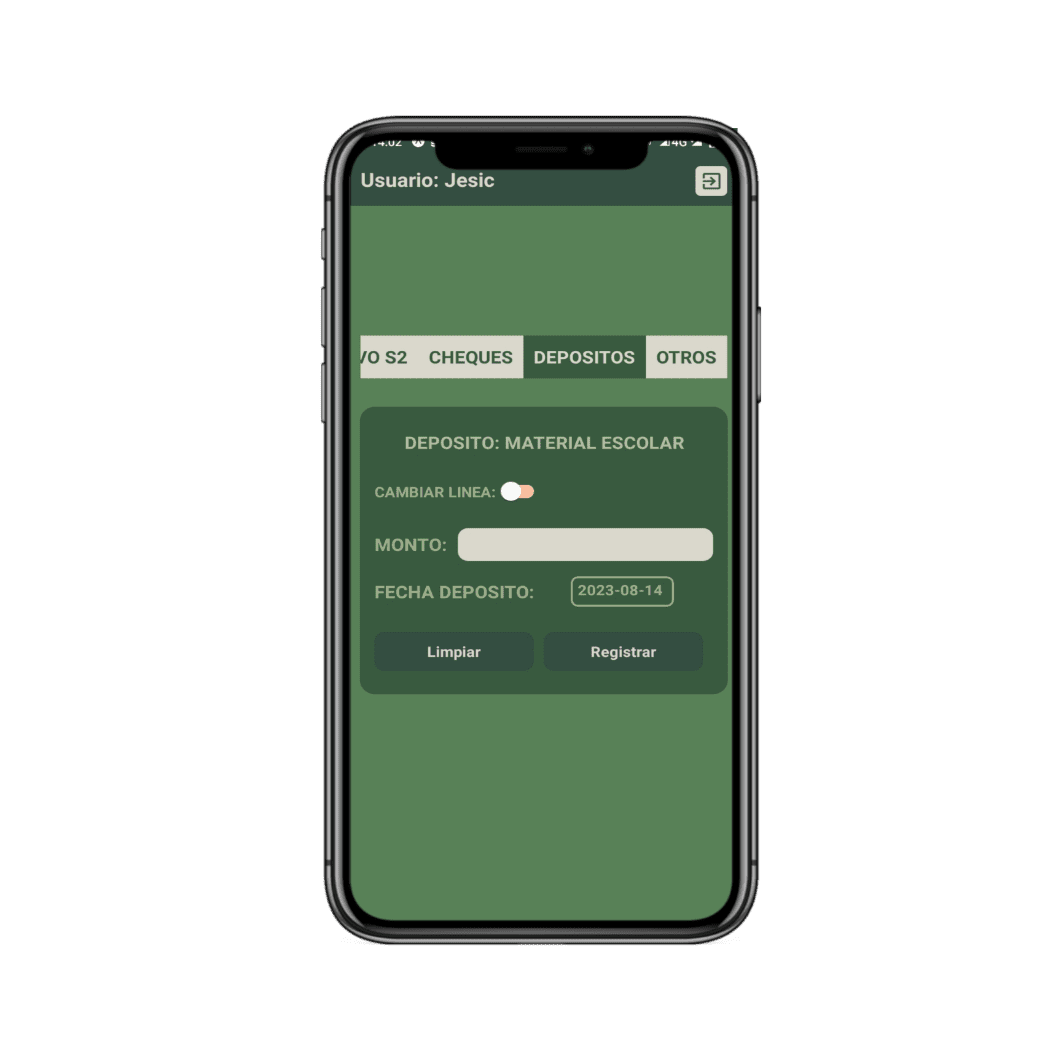 4G
Usuario: Jesic
VO S2 CHEQUES DEPOSITOS OTROS
DEPOSITO: MATERIAL ESCOLAR
CAMBIAR LINEA:
MONTO:
FECHA DEPOSITO: 2023-08-14
Limpiar Registrar